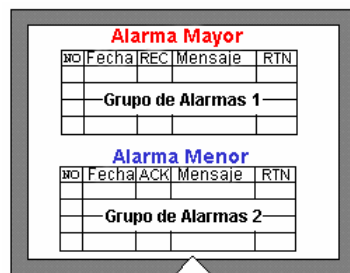 Alarma Mayor
NO Fecha REC Mensaje RTN
Grupo de Alarmas 1
Alarma Menor
NO Fecha ACK Mensaje RTN
Grupo de Alarmas 2